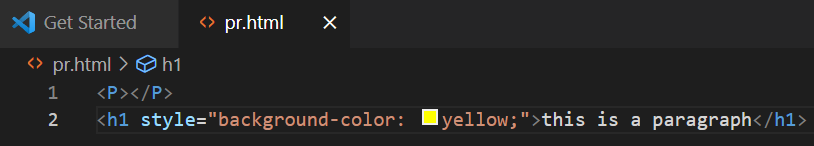 Get Started
pr.html
pr.html > h1
1 <P></P>
2 <h1 style="background-color: yellow;">this is a paragraph</h1>